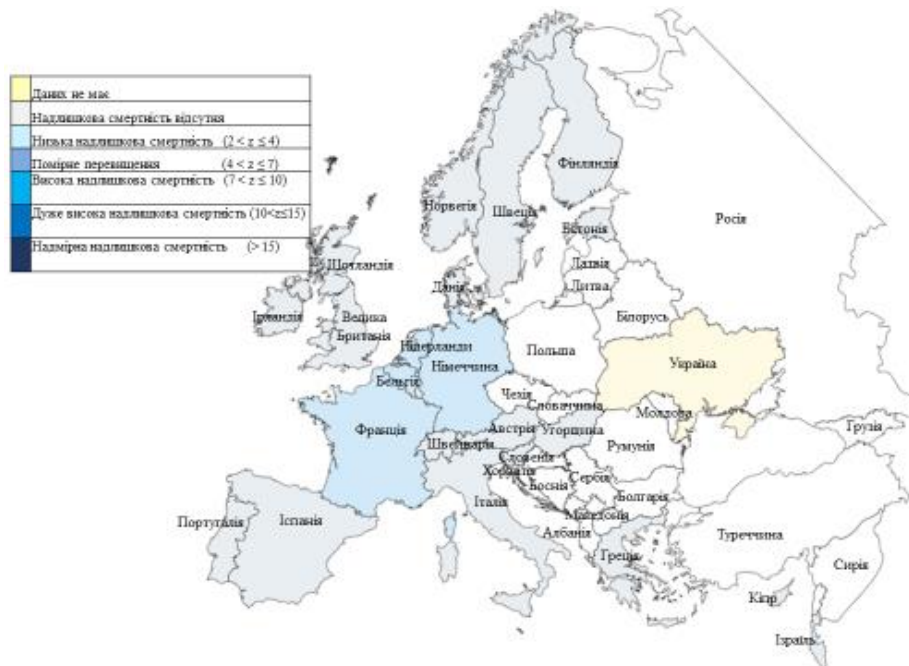 Даних не має
Надлишкова смертність відсутня
Низька надлишкова смертність (2 < z ≤ 4)
Помірне перевищення (4 < z ≤ 7)
Висока надлишкова смертність (7 < z ≤ 10)
Дуже висока надлишкова смертність (10<z≤15)
Надмірна надлишкова смертність (> 15)
Фінляндія
Норвегія
Швеція
Росія
Естонія
Шотландія
Латвія
Данія
Литва
Ірландія
Велика
Британія
Білорусь
Нідерланди
Польша
Україна
Німеччина
Бельгія
Чехія
Словаччина
Молдова
Франція
Австрія
Угорщина
Грузія
Швейцарія
Румунія
Словенія
Хорватія
Сербія
Боснія
Італія
Болгарія
Португалія
Іспанія
Македонія
Албанія
Туреччина
Греція
Сирія
Кіпр
Ізраїль